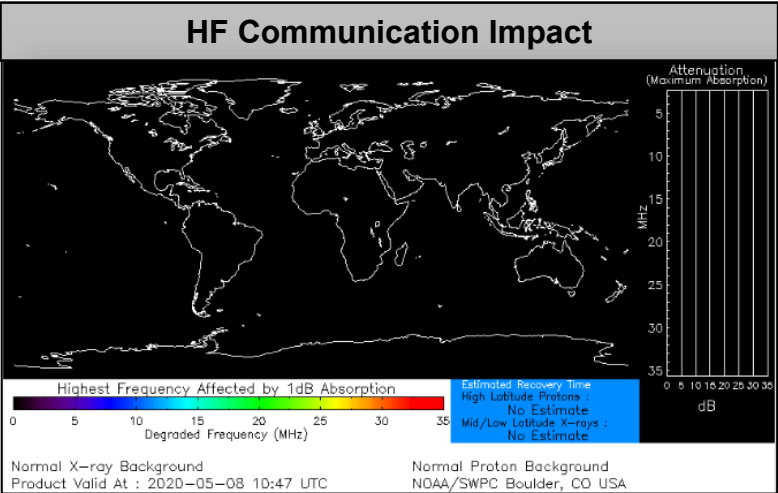 HF Communication Impact
Attenuation
(Maximum Absorption)
5
10
15
20
25
30
35
MHz
0 5 10 15 20 25 30 35
dB
Highest Frequency Affected by 1dB Absorption
0 5 10 15 20 25 30 35
Degraded Frequency (MHz)
Estimated Recovery Time
High Latitude Protons :
No Estimate
Mid/Low Latitude X-rays :
No Estimate
Normal X-ray Background
Product Valid At : 2020-05-08 10:47 UTC
Normal Proton Background
NOAA/SWPC Boulder, CO USA